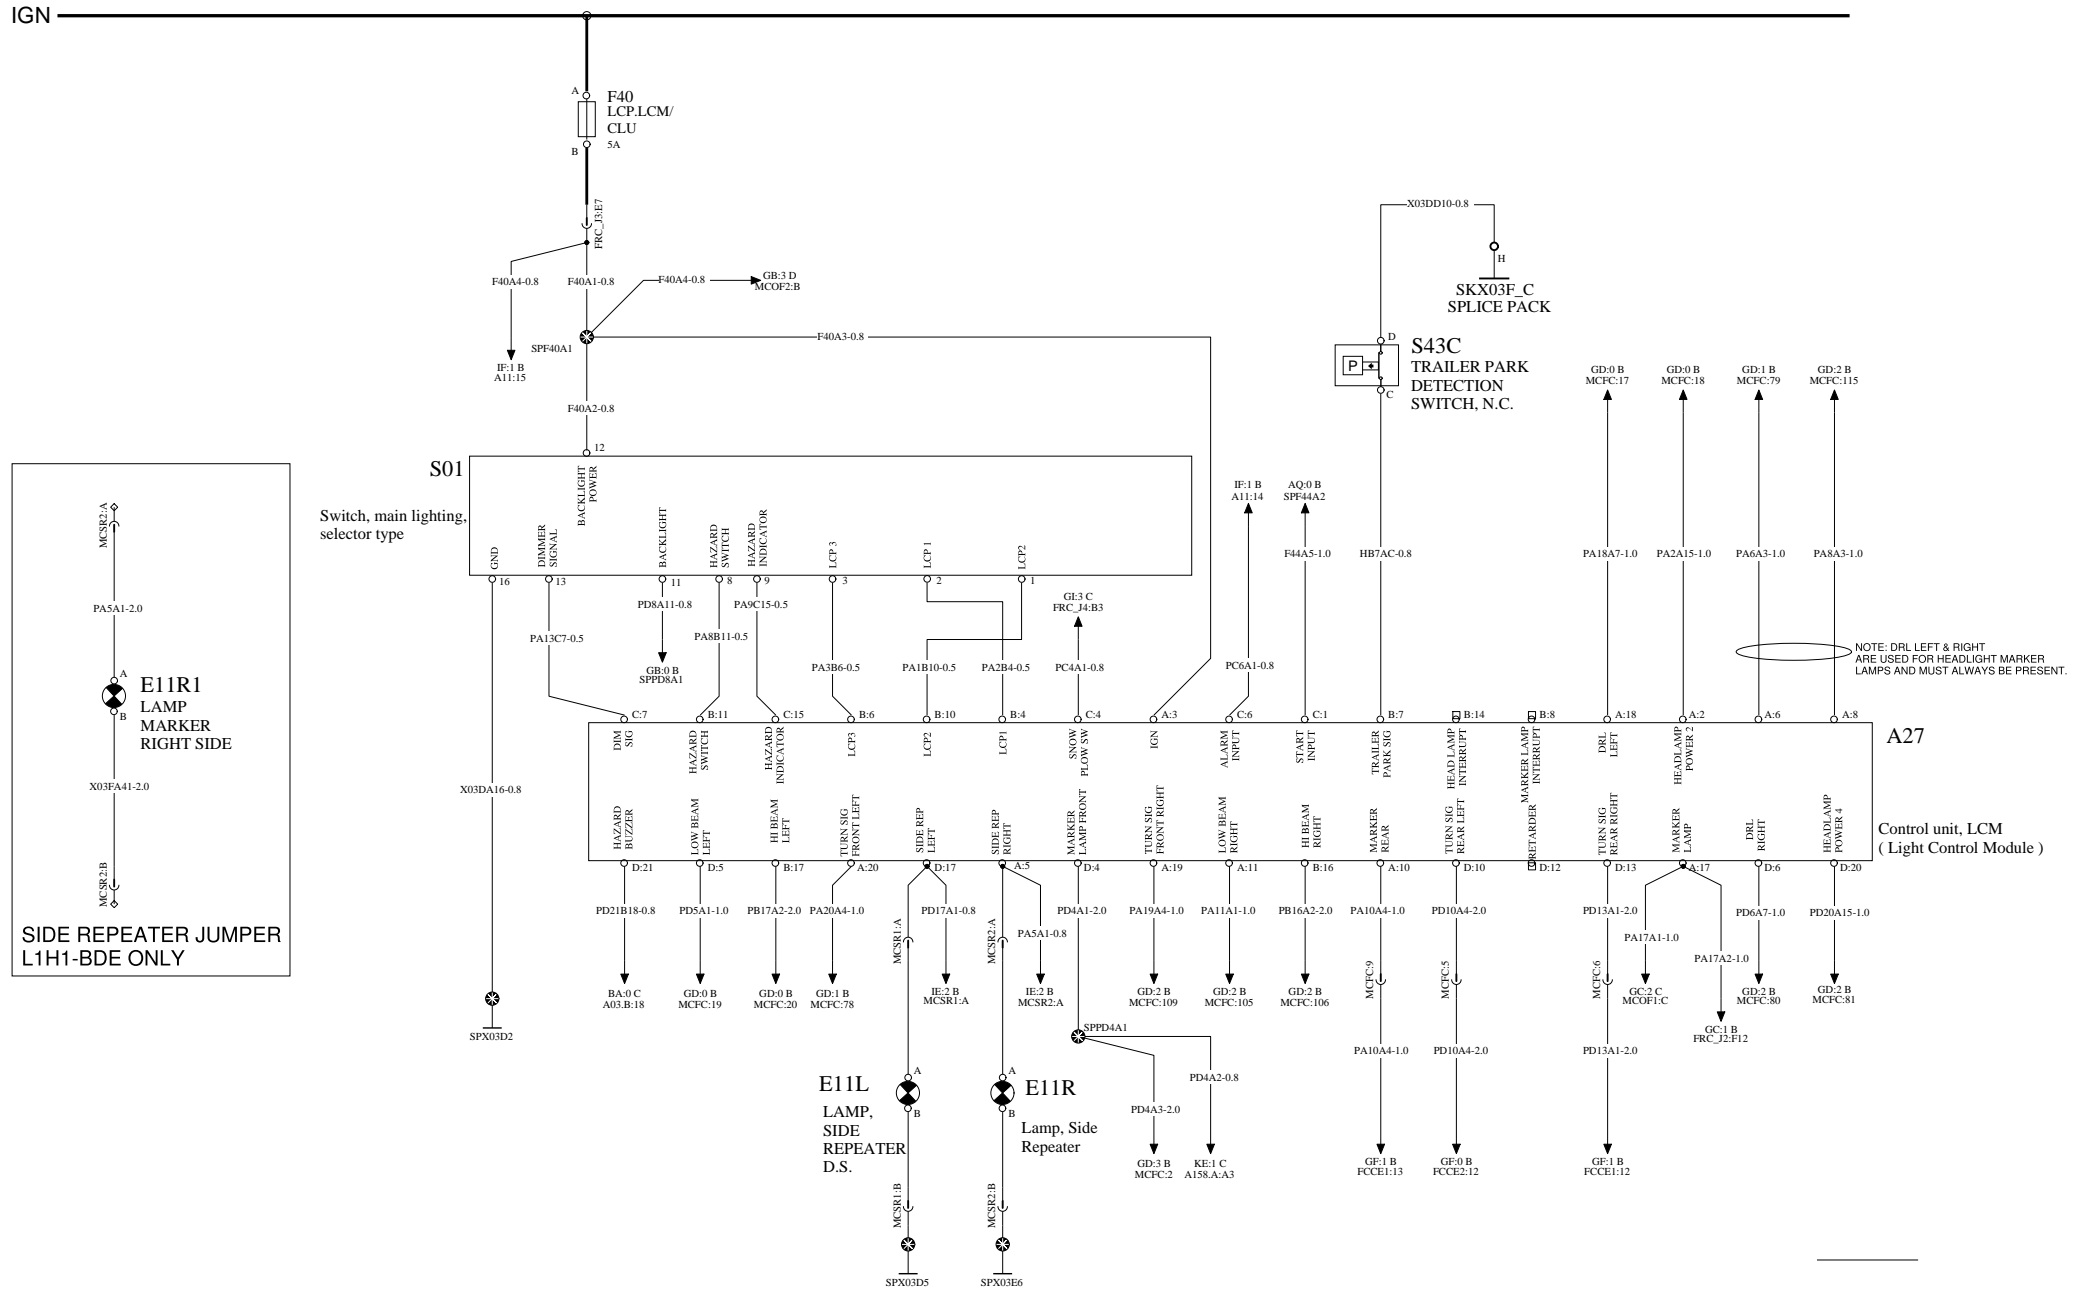 IGN
A
F40
LCP.LCM/
CLU
B
5A
FRC_J3:E7
F40A4-0.8
F40A1-0.8
F40A4-0.8
GB:3 D
MCOF2:B
IF:1 B
A11:15
SPF40A1
F40A3-0.8
F40A2-0.8
X03DD10-0.8
H
SKX03F_C
SPLICE PACK
D
P
C
S43C
TRAILER PARK
DETECTION
SWITCH, N.C.
HB7AC-0.8
GD:0 B
MCFC:17
GD:0 B
MCFC:18
GD:1 B
MCFC:79
GD:2 B
MCFC:115
PA18A7-1.0
PA2A15-1.0
PA6A3-1.0
PA8A3-1.0
NOTE: DRL LEFT & RIGHT
ARE USED FOR HEADLIGHT MARKER
LAMPS AND MUST ALWAYS BE PRESENT.
MCSR2:A
PA5A1-2.0
A
B
E11R1
LAMP
MARKER
RIGHT SIDE
X03FA41-2.0
MCSR2:B
SIDE REPEATER JUMPER
L1H1-BDE ONLY
S01
Switch, main lighting,
selector type
12
BACKLIGHT
POWER
GND
DIMMER
SIGNAL
BACKLIGHT
HAZARD
SWITCH
HAZARD
INDICATOR
LCP 3
LCP 1
LCP2
16
13
11
8
9
3
2
1
IF:1 B
A11:14
AQ:0 B
SPF44A2
F44A5-1.0
PD8A11-0.8
PA9C15-0.5
PA13C7-0.5
PA8B11-0.5
GB:0 B
SPPD8A1
PA3B6-0.5
PA1B10-0.5
PA2B4-0.5
GI:3 C
FRC_J4:B3
PC4A1-0.8
PC6A1-0.8
X03DA16-0.8
SPX03D2
C:7
B:11
C:15
B:6
B:10
B:4
C:4
A:3
C:6
C:1
B:7
B:14
B:8
A:18
A:2
A:6
A:8
A27
Control unit, LCM
( Light Control Module )
DIM
SIG
HAZARD
SWITCH
HAZARD
INDICATOR
LCP3
LCP2
LCP1
SNOW
PLOW SW
IGN
ALARM
INPUT
START
INPUT
TRAILER
PARK SIG
HEAD LAMP
INTERRUPT
MARKER LAMP
INTERRUPT
DRL
LEFT
HEADLAMP
POWER 2
HAZARD
BUZZER
LOW BEAM
LEFT
HI BEAM
LEFT
TURN SIG
FRONT LEFT
SIDE REP
LEFT
SIDE REP
RIGHT
MARKER
LAMP FRONT
TURN SIG
FRONT RIGHT
LOW BEAM
RIGHT
HI BEAM
RIGHT
MARKER
REAR
TURN SIG
REAR LEFT
RETARDER
TURN SIG
REAR RIGHT
MARKER
LAMP
DRL
RIGHT
HEADLAMP
POWER 4
D:21
D:5
B:17
A:20
D:17
A:5
D:4
A:19
A:11
B:16
A:10
D:10
D:12
D:13
A:17
D:6
D:20
PD21B18-0.8
PD5A1-1.0
PB17A2-2.0
PA20A4-1.0
PD17A1-0.8
PA5A1-0.8
PD4A1-2.0
PA19A4-1.0
PA11A1-1.0
PB16A2-2.0
PA10A4-1.0
PD10A4-2.0
PD13A1-2.0
PA17A1-1.0
PA17A2-1.0
PD6A7-1.0
PD20A15-1.0
MCSR1:A
MCSR2:A
MCFC:9
MCFC:5
MCFC:6
BA:0 C
A03.B:18
GD:0 B
MCFC:19
GD:0 B
MCFC:20
GD:1 B
MCFC:78
IE:2 B
MCSR1:A
IE:2 B
MCSR2:A
GD:2 B
MCFC:109
GD:2 B
MCFC:105
GD:2 B
MCFC:106
GC:2 C
MCOF1:C
GC:1 B
FRC_J2:F12
GD:2 B
MCFC:80
GD:2 B
MCFC:81
SPPD4A1
PA10A4-1.0
PD10A4-2.0
PD13A1-2.0
PD4A2-0.8
PD4A3-2.0
A
E11L
B
LAMP,
SIDE
REPEATER
D.S.
A
E11R
B
Lamp, Side
Repeater
GD:3 B
MCFC:2
KE:1 C
A158.A:A3
GF:1 B
FCCE1:13
GF:0 B
FCCE2:12
GF:1 B
FCCE1:12
MCSR1:B
MCSR2:B
SPX03D5
SPX03E6